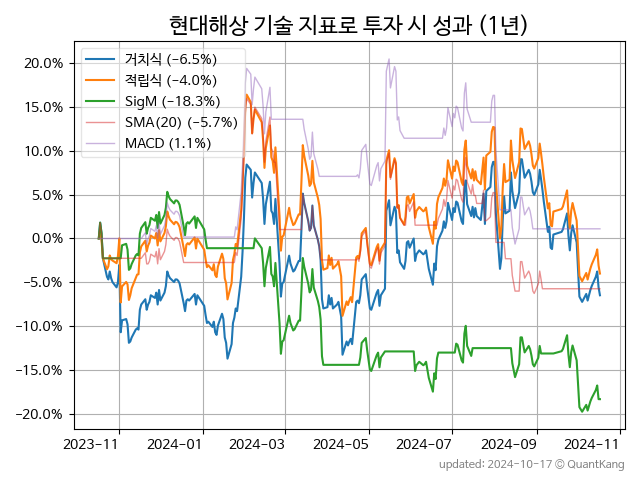 현대해상 기술 지표로 투자 시 성과 (1년)
거치식 (−6.5%)
적립식 (−4.0%)
SigM (−18.3%)
SMA(20) (−5.7%)
MACD (1.1%)
20.0%
15.0%
10.0%
5.0%
0.0%
−5.0%
−10.0%
−15.0%
−20.0%
2023-11
2024-01
2024-03
2024-05
2024-07
2024-09
2024-11
updated: 2024-10-17 © QuantKang